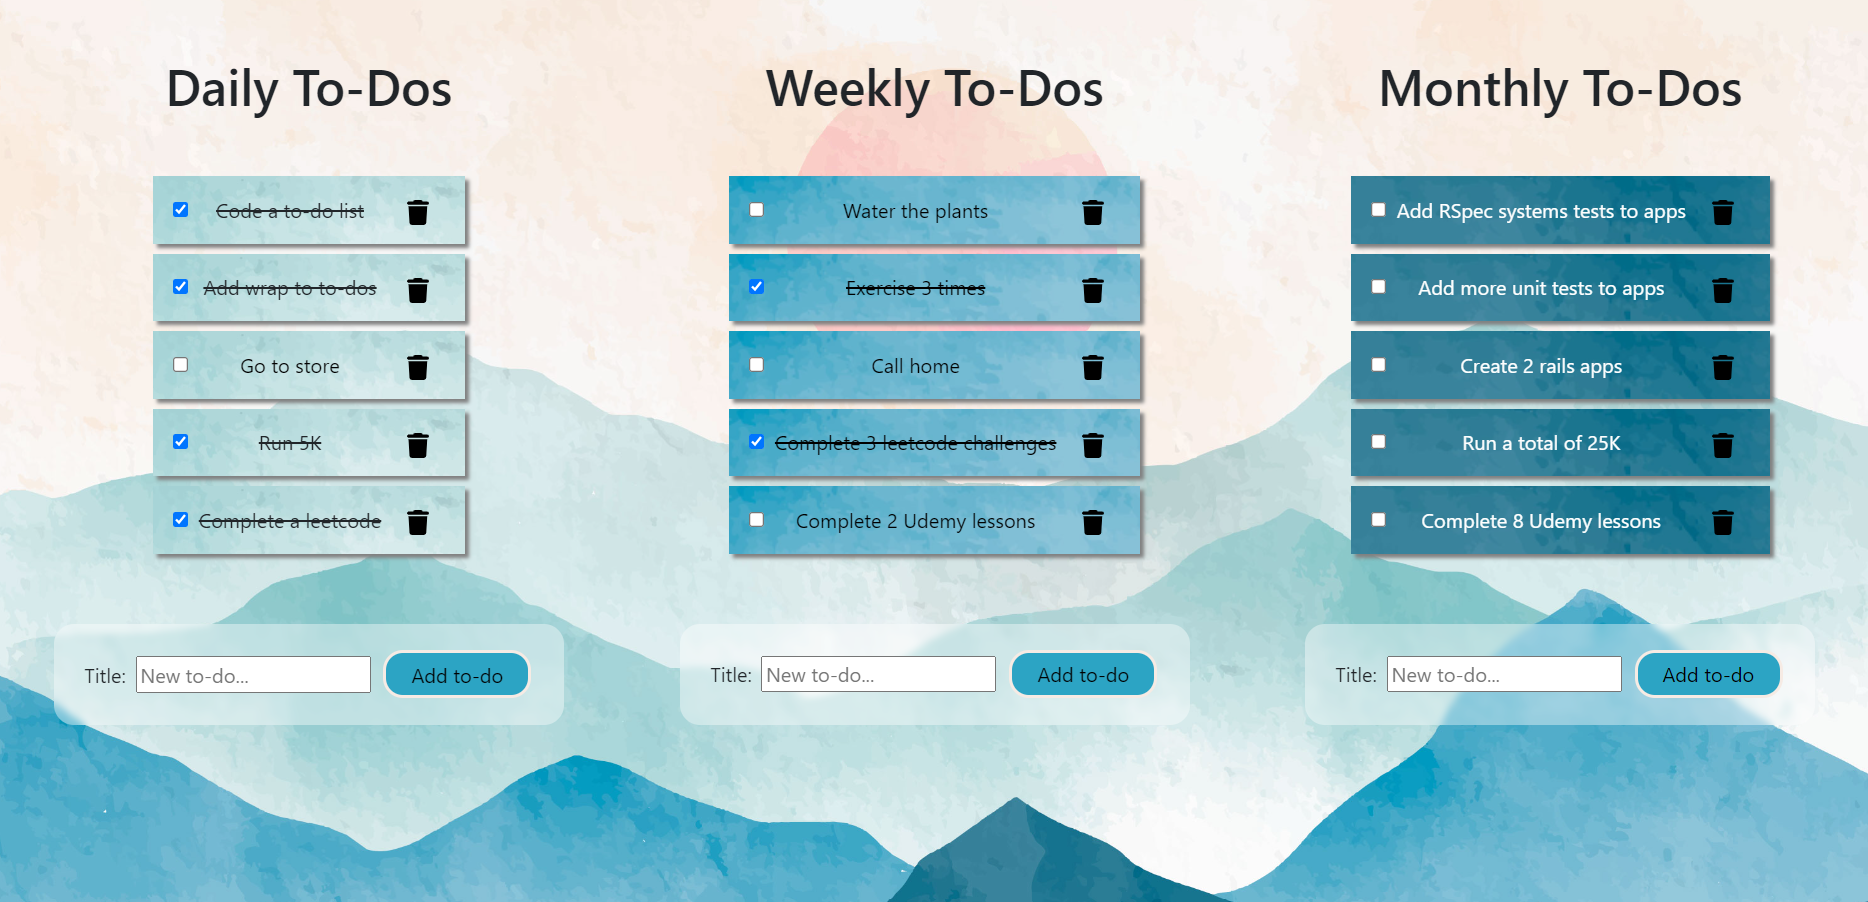 Daily To-Dos
Code a to-do list
Add wrap to to-dos
Go to store
Run 5K
Complete a leetcode
Title: New to-do... Add to-do
Weekly To-Dos
Water the plants
Exercise 3 times
Call home
Complete 3 leetcode challenges
Complete 2 Udemy lessons
Title: New to-do... Add to-do
Monthly To-Dos
Add RSpec systems tests to apps
Add more unit tests to apps
Create 2 rails apps
Run a total of 25K
Complete 8 Udemy lessons
Title: New to-do... Add to-do